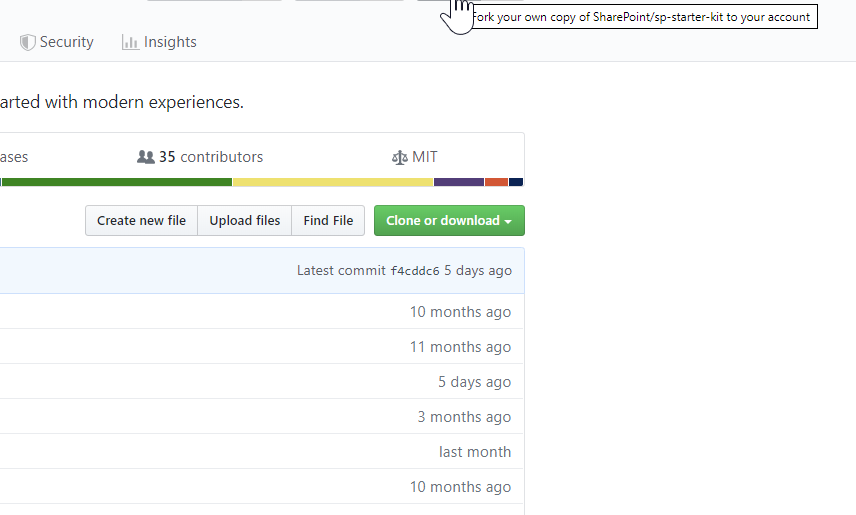 Fork your own copy of SharePoint/sp-starter-kit to your account
Security Insights
arted with modern experiences.
ases 35 contributors MIT
Create new file Upload files Find File Clone or download
Latest commit f4cddc6 5 days ago
10 months ago
11 months ago
5 days ago
3 months ago
last month
10 months ago